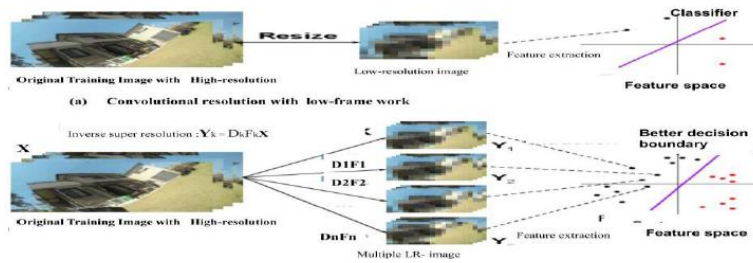 Classifier
Resize
Feature extraction
Original Training Image with High-resolution
Low-resolution image
Feature space
(a) Convolutional resolution with low-frame work
Inverse super resolution : Yk = DkFkX
Better decision
boundary
X
Y1
D1F1
Y2
D2F2
F
DnFn
Y
Original Training Image with High-resolution
Feature extraction
Feature space
Multiple LR- image